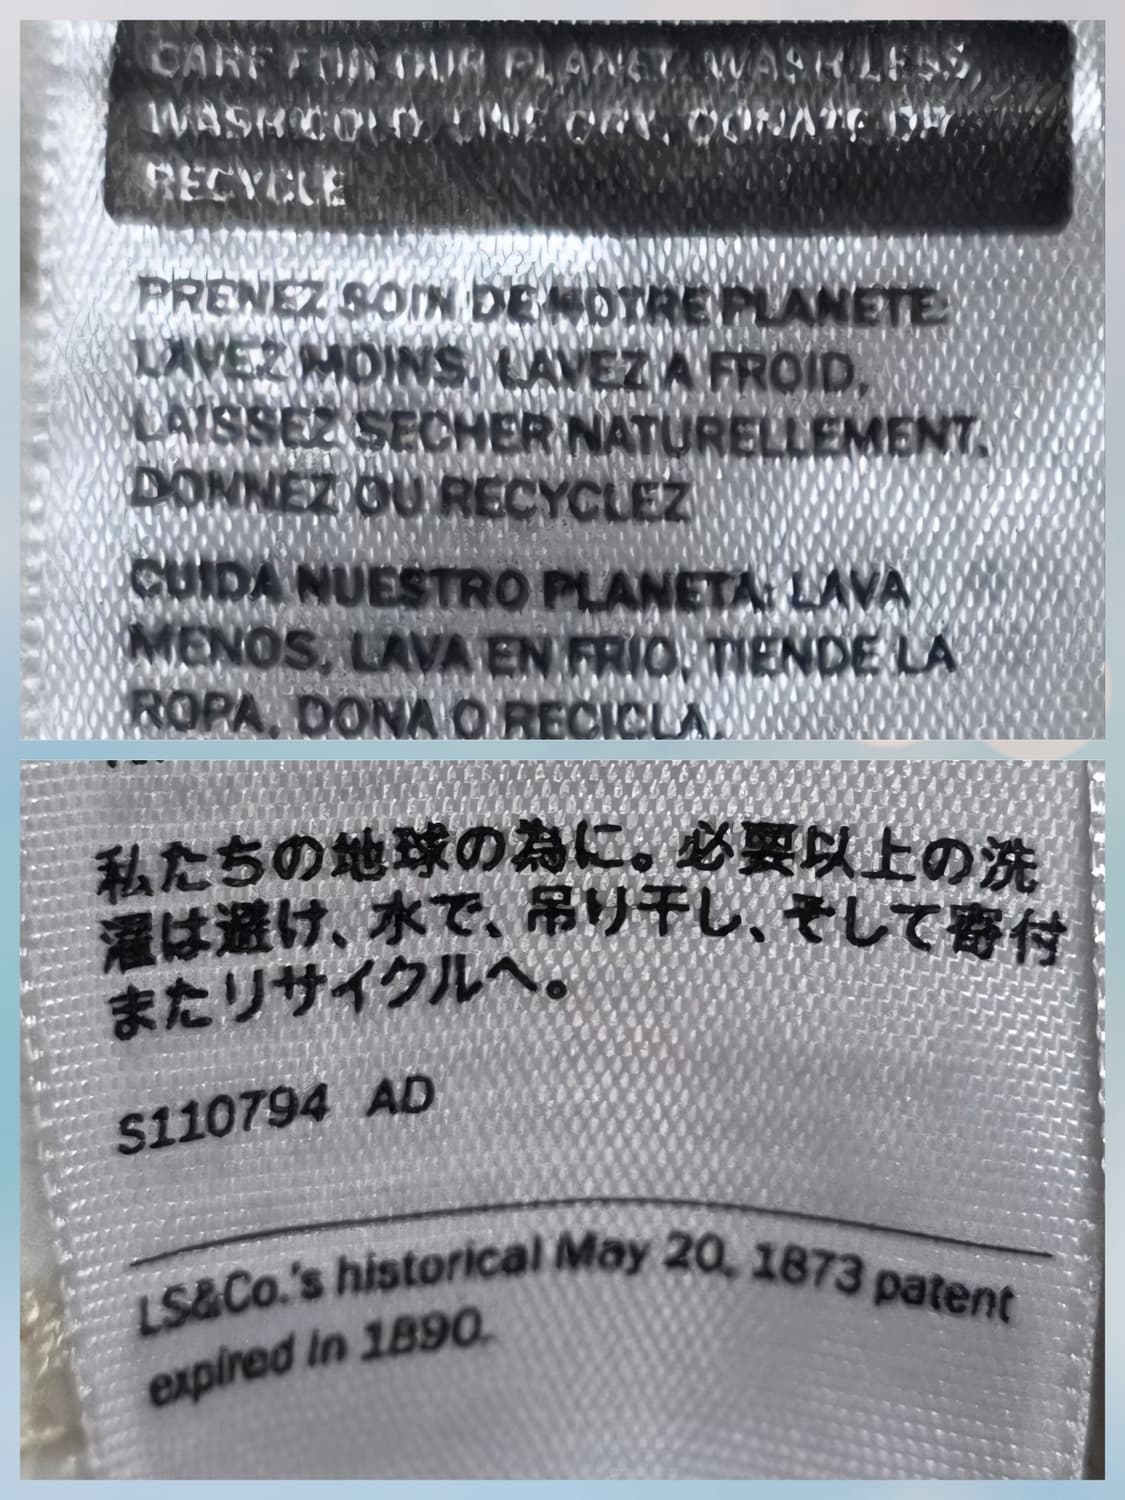 CARE FOR OUR PLANET: WASH LESS,
WASH COLD, LINE DRY, DONATE OR
RECYCLE
PRENEZ SOIN DE NOTRE PLANETE:
LAVEZ MOINS, LAVEZ A FROID,
LAISSEZ SECHER NATURELLEMENT,
DONNEZ OU RECYCLEZ
CUIDA NUESTRO PLANETA: LAVA
MENOS, LAVA EN FRIO, TIENDE LA
ROPA, DONA O RECICLA.
私たちの地球の為に。必要以上の洗
濯は避け、水で、吊り干し、そして寄付
またリサイクルへ。
S110794 AD
LS&Co.'s historical May 20, 1873 patent
expired in 1890.